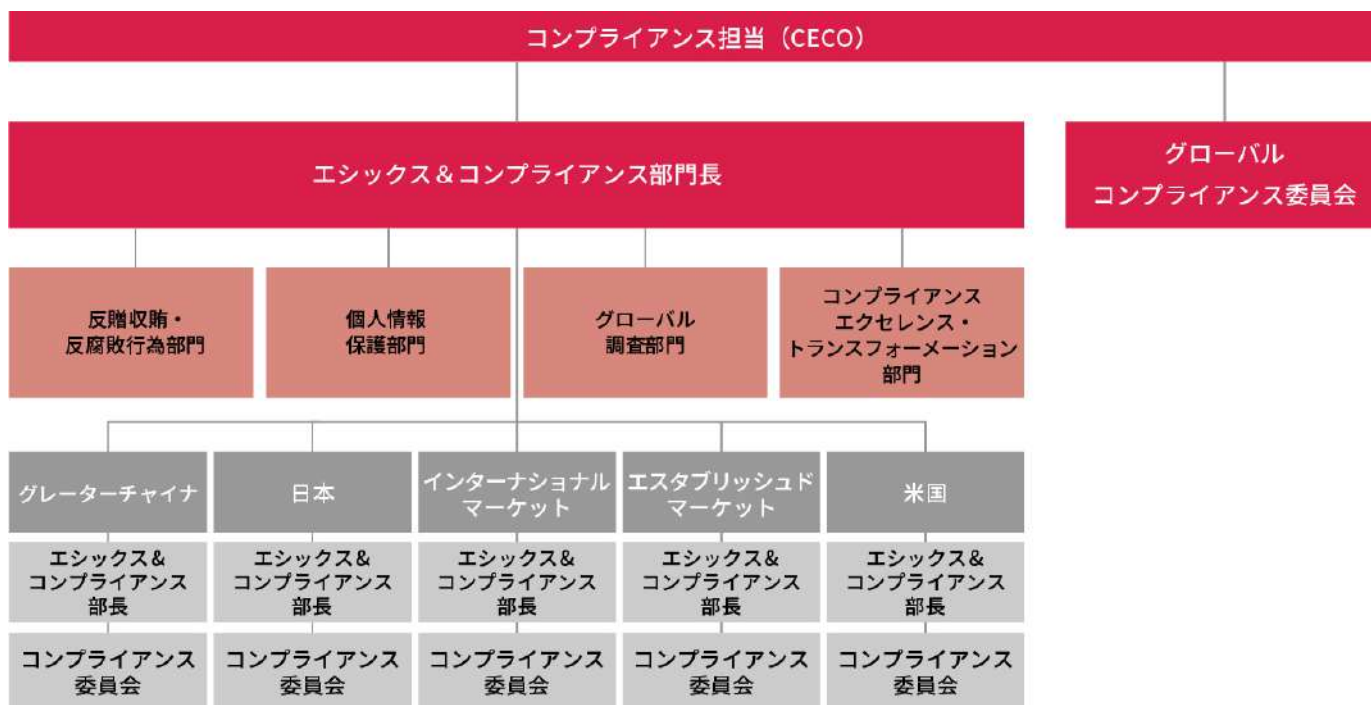 コンプライアンス担当（CECO）
エシックス＆コンプライアンス部門長
グローバル
コンプライアンス委員会
反贈収賄・
反腐敗行為部門
個人情報
保護部門
グローバル
調査部門
コンプライアンス
エクセレンス・
トランスフォーメーション
部門
グレーターチャイナ
日本
インターナショナル
マーケット
エスタブリッシュド
マーケット
米国
エシックス&
コンプライアンス
部長
エシックス&
コンプライアンス
部長
エシックス&
コンプライアンス
部長
エシックス&
コンプライアンス
部長
エシックス&
コンプライアンス
部長
コンプライアンス
委員会
コンプライアンス
委員会
コンプライアンス
委員会
コンプライアンス
委員会
コンプライアンス
委員会